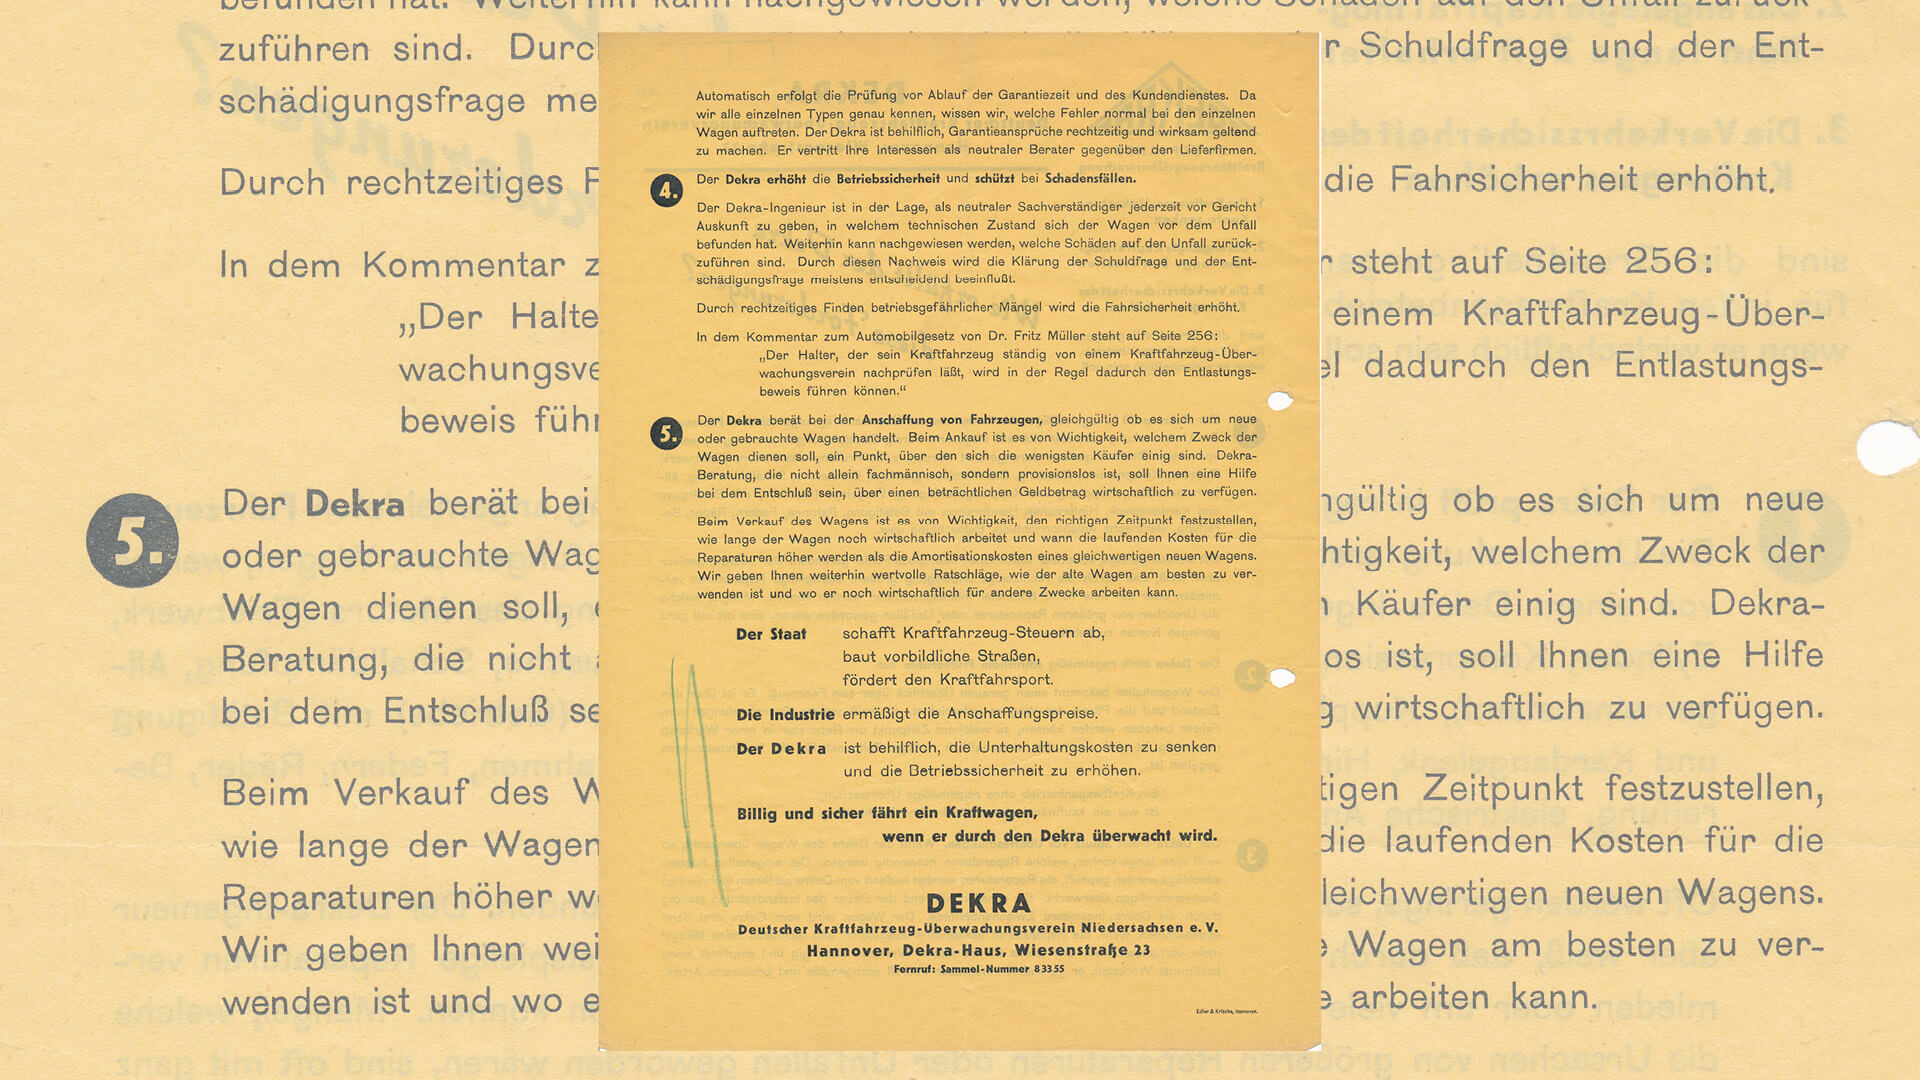 Automatisch erfolgt die Prüfung vor Ablauf der Garantiezeit und des Kundendienstes. Da
wir alle einzelnen Typen genau kennen, wissen wir, welche Fehler normal bei den einzelnen
Wagen auftreten. Der Dekra ist behilflich, Garantieansprüche rechtzeitig und wirksam geltend
zu machen. Er vertritt Ihre Interessen als neutraler Berater gegenüber den Lieferfirmen.
4. Der Dekra erhöht die Betriebssicherheit und schützt bei Schadensfällen.
Der Dekra-Ingenieur ist in der Lage, als neutraler Sachverständiger jederzeit vor Gericht
Auskunft zu geben, in welchem technischen Zustand sich der Wagen vor dem Unfall
befunden hat. Weiterhin kann nachgewiesen werden, welche Schäden auf den Unfall zurück-
zuführen sind. Durch diesen Nachweis wird die Klärung der Schuldfrage und der Ent-
schädigungsfrage meistens entscheidend beeinflußt.
Durch rechtzeitiges Finden betriebsgefährlicher Mängel wird die Fahrsicherheit erhöht.
In dem Kommentar zum Automobilgesetz von Dr. Fritz Müller steht auf Seite 256:
„Der Halter, der sein Kraftfahrzeug ständig von einem Kraftfahrzeug-Über-
wachungsverein nachprüfen läßt, wird in der Regel dadurch den Entlastungs-
beweis führen können.“
5. Der Dekra berät bei der Anschaffung von Fahrzeugen, gleichgültig ob es sich um neue
oder gebrauchte Wagen handelt. Beim Ankauf ist es von Wichtigkeit, welchem Zweck der
Wagen dienen soll, ein Punkt, über den sich die wenigsten Käufer einig sind. Dekra-
Beratung, die nicht allein fachmännisch, sondern provisionslos ist, soll Ihnen eine Hilfe
bei dem Entschluß sein, über einen beträchtlichen Geldbetrag wirtschaftlich zu verfügen.
Beim Verkauf des Wagens ist es von Wichtigkeit, den richtigen Zeitpunkt festzustellen,
wie lange der Wagen noch wirtschaftlich arbeitet und wann die laufenden Kosten für die
Reparaturen höher werden als die Amortisationskosten eines gleichwertigen neuen Wagens.
Wir geben Ihnen weiterhin wertvolle Ratschläge, wie der alte Wagen am besten zu ver-
wenden ist und wo er noch wirtschaftlich für andere Zwecke arbeiten kann.
Der Staat schafft Kraftfahrzeug-Steuern ab,
baut vorbildliche Straßen,
fördert den Kraftfahrsport.
Die Industrie ermäßigt die Anschaffungspreise.
Der Dekra ist behilflich, die Unterhaltungskosten zu senken
und die Betriebssicherheit zu erhöhen.
Billig und sicher fährt ein Kraftwagen,
wenn er durch den Dekra überwacht wird.
DEKRA
Deutscher Kraftfahrzeug-Überwachungsverein Niedersachsen e. V.
Hannover, Dekra-Haus, Wiesenstraße 23
Fernruf: Sammel-Nummer 83355
Edler & Krische, Hannover.